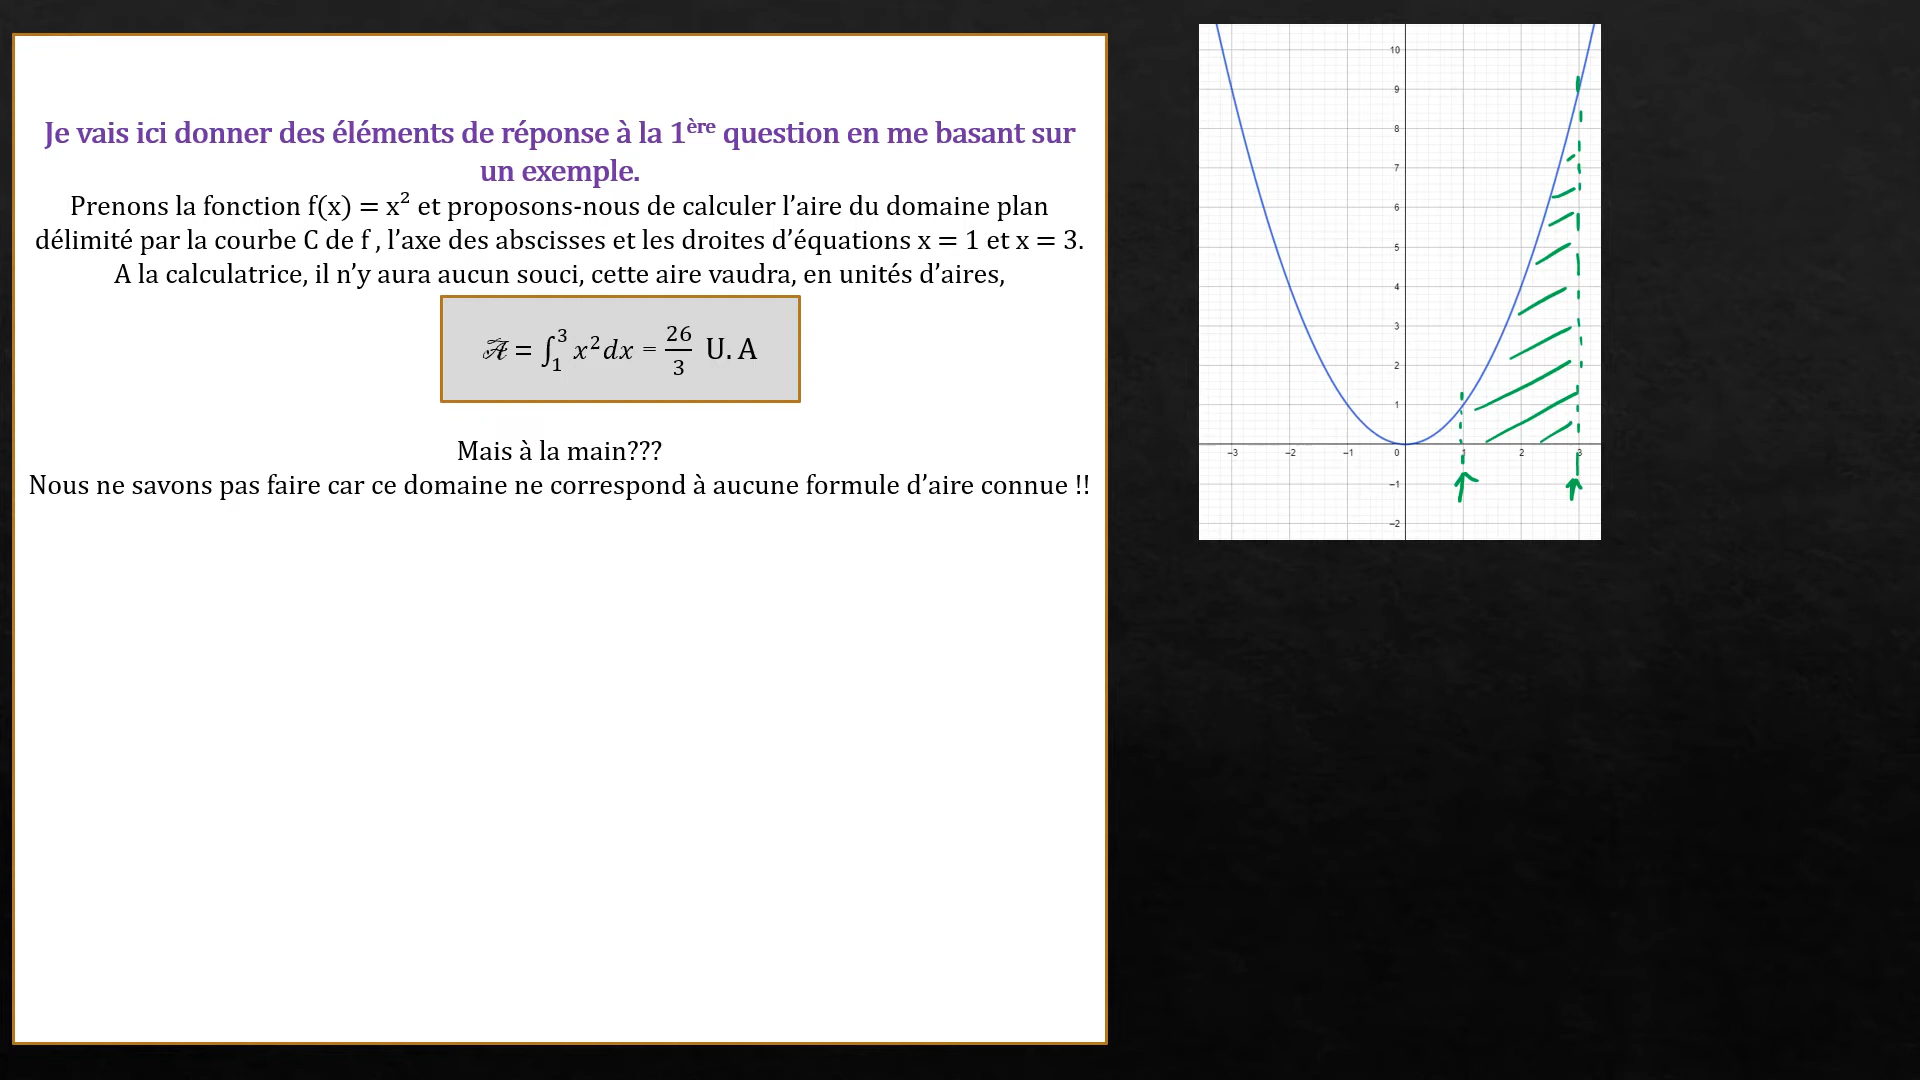 Je vais ici donner des éléments de réponse à la 1ère question en me basant sur
un exemple.
Prenons la fonction f(x) = x² et proposons-nous de calculer l’aire du domaine plan
délimité par la courbe C de f , l’axe des abscisses et les droites d’équations x = 1 et x = 3.
A la calculatrice, il n’y aura aucun souci, cette aire vaudra, en unités d’aires,
𝒜 = ∫₁³ x²dx = 26/3 U. A
Mais à la main???
Nous ne savons pas faire car ce domaine ne correspond à aucune formule d’aire connue !!
10
9
8
7
6
5
4
3
2
1
−3 −2 −1 0 1 2 3
−1
−2